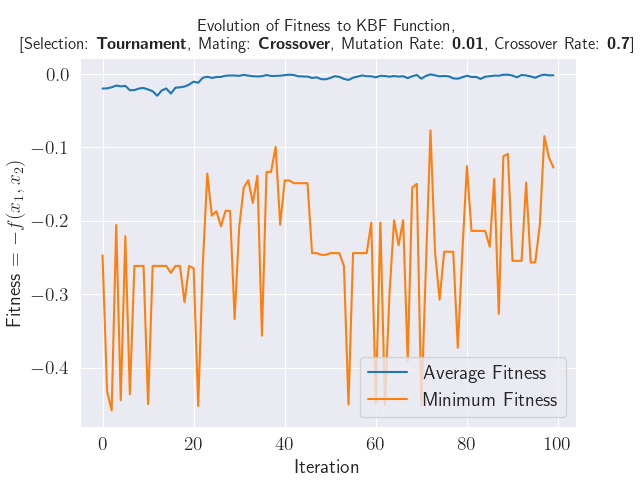 Evolution of Fitness to KBF Function,
[Selection: Tournament, Mating: Crossover, Mutation Rate: 0.01, Crossover Rate: 0.7]
0.0
−0.1
−0.2
−0.3
−0.4
Fitness = −f(x₁, x₂)
Average Fitness
Minimum Fitness
0 20 40 60 80 100
Iteration